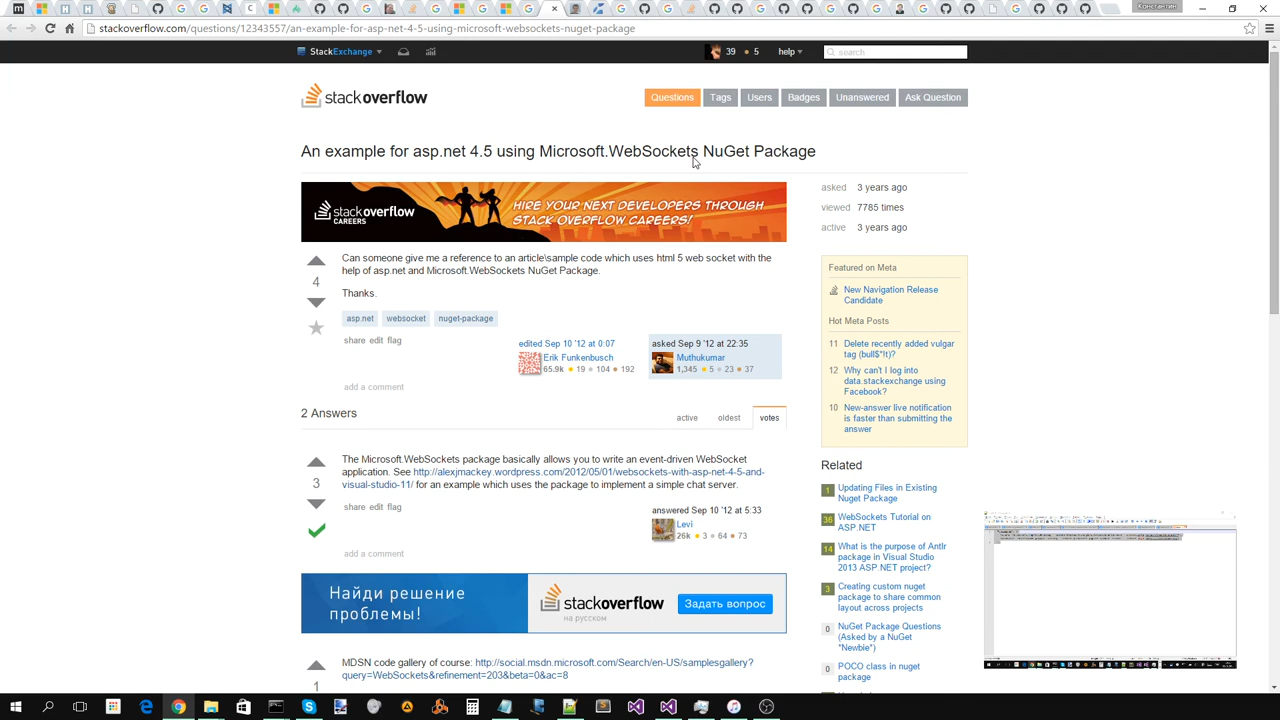 Константин
stackoverflow.com/questions/12343557/an-example-for-asp-net-4-5-using-microsoft-websockets-nuget-package
StackExchange
39 5 help search
stackoverflow
Questions Tags Users Badges Unanswered Ask Question
An example for asp.net 4.5 using Microsoft.WebSockets NuGet Package
stackoverflow CAREERS
HIRE YOUR NEXT DEVELOPERS THROUGH
STACK OVERFLOW CAREERS!
4
Can someone give me a reference to an article\sample code which uses html 5 web socket with the
help of asp.net and Microsoft.WebSockets NuGet Package.
Thanks.
asp.net websocket nuget-package
share edit flag
edited Sep 10 '12 at 0:07
Erik Funkenbusch
65.9k 19 104 192
asked Sep 9 '12 at 22:35
Muthukumar
1,345 5 23 37
add a comment
2 Answers
active oldest votes
3
The Microsoft.WebSockets package basically allows you to write an event-driven WebSocket
application. See http://alexjmackey.wordpress.com/2012/05/01/websockets-with-asp-net-4-5-and-
visual-studio-11/ for an example which uses the package to implement a simple chat server.
share edit flag
answered Sep 10 '12 at 5:33
Levi
26k 3 64 73
add a comment
Найди решение
проблемы!
stackoverflow
на русском
Задать вопрос
1
MDSN code gallery of course: http://social.msdn.microsoft.com/Search/en-US/samplesgallery?
query=WebSockets&refinement=203&beta=0&ac=8
asked 3 years ago
viewed 7785 times
active 3 years ago
Featured on Meta
New Navigation Release
Candidate
Hot Meta Posts
11 Delete recently added vulgar
tag (bull$*!t)?
12 Why can't I log into
data.stackexchange using
Facebook?
10 New-answer live notification
is faster than submitting the
answer
Related
1 Updating Files in Existing
Nuget Package
36 WebSockets Tutorial on
ASP.NET
14 What is the purpose of Antlr
package in Visual Studio
2013 ASP.NET project?
3 Creating custom nuget
package to share common
layout across projects
0 NuGet Package Questions
(Asked by a NuGet
"Newbie")
0 POCO class in nuget
package